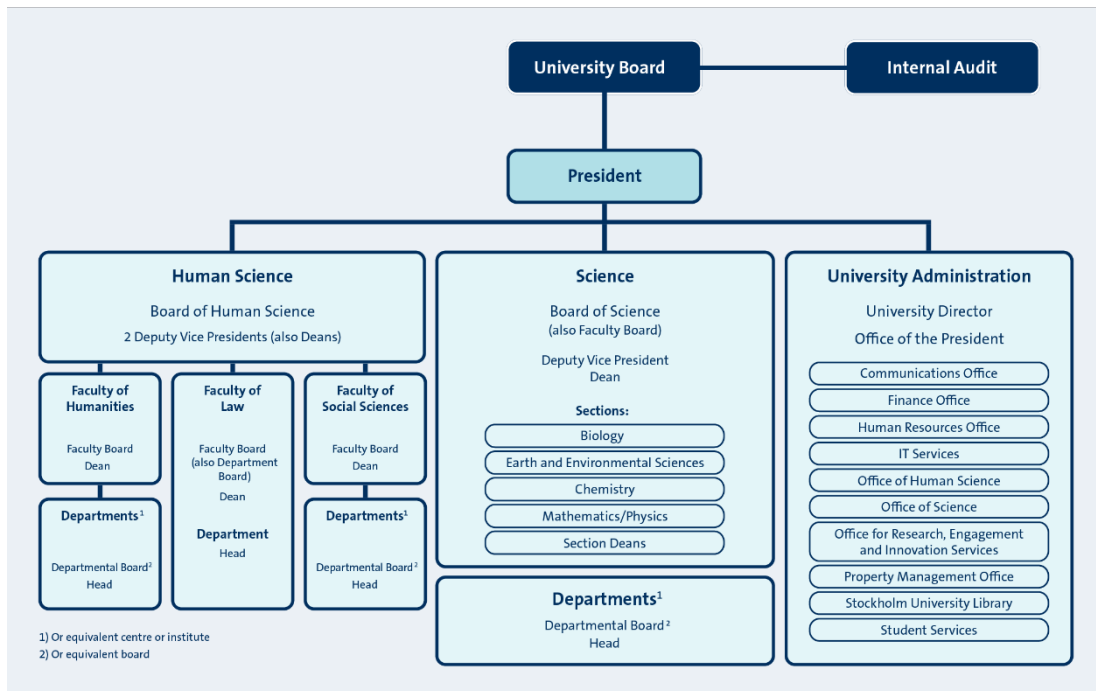 University Board
Internal Audit
President
Human Science
Board of Human Science
2 Deputy Vice Presidents (also Deans)
Faculty of
Humanities
Faculty Board
Dean
Departments¹
Departmental Board²
Head
Faculty of
Law
Faculty Board
(also Department
Board)
Dean
Department
Head
Faculty of
Social Sciences
Faculty Board
Dean
Departments¹
Departmental Board²
Head
Science
Board of Science
(also Faculty Board)
Deputy Vice President
Dean
Sections:
Biology
Earth and Environmental Sciences
Chemistry
Mathematics/Physics
Section Deans
Departments¹
Departmental Board²
Head
University Administration
University Director
Office of the President
Communications Office
Finance Office
Human Resources Office
IT Services
Office of Human Science
Office of Science
Office for Research, Engagement
and Innovation Services
Property Management Office
Stockholm University Library
Student Services
1) Or equivalent centre or institute
2) Or equivalent board